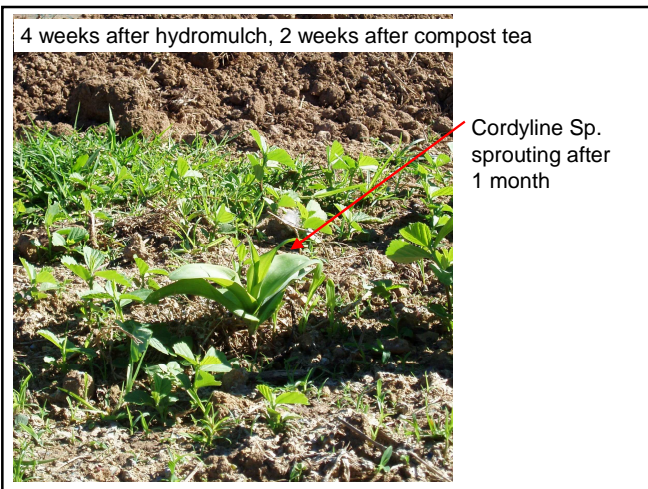 4 weeks after hydromulch, 2 weeks after compost tea
Cordyline Sp.
sprouting after
1 month